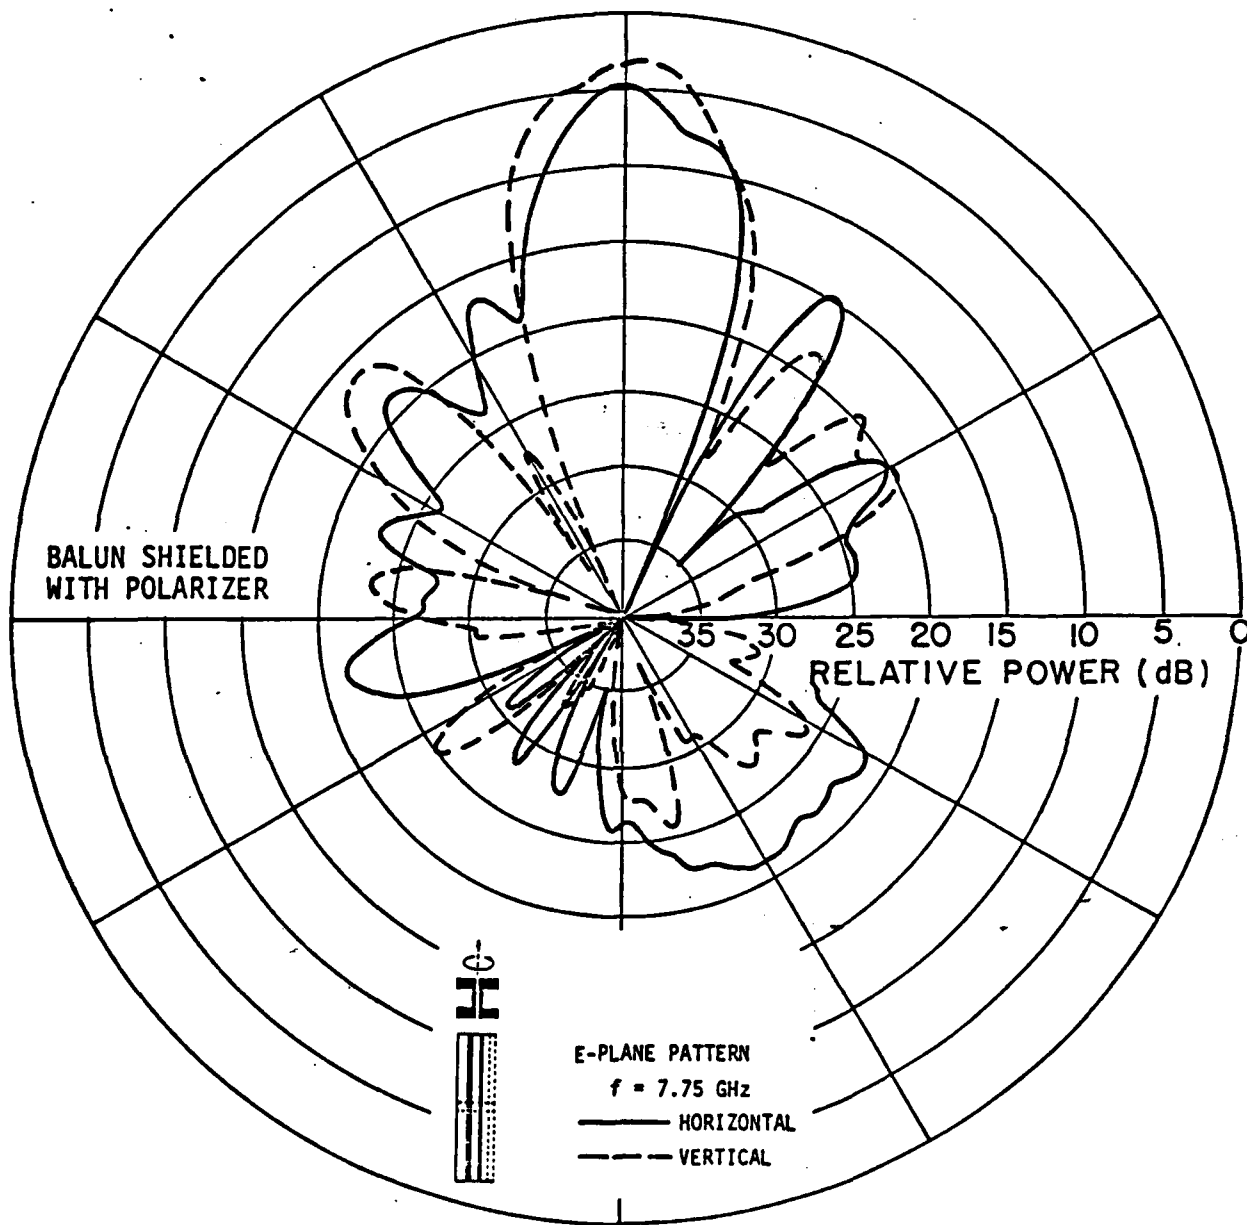 BALUN SHIELDED
WITH POLARIZER
35 30 25 20 15 10 5. 0
RELATIVE POWER (dB)
E-PLANE PATTERN
f = 7.75 GHz
HORIZONTAL
VERTICAL